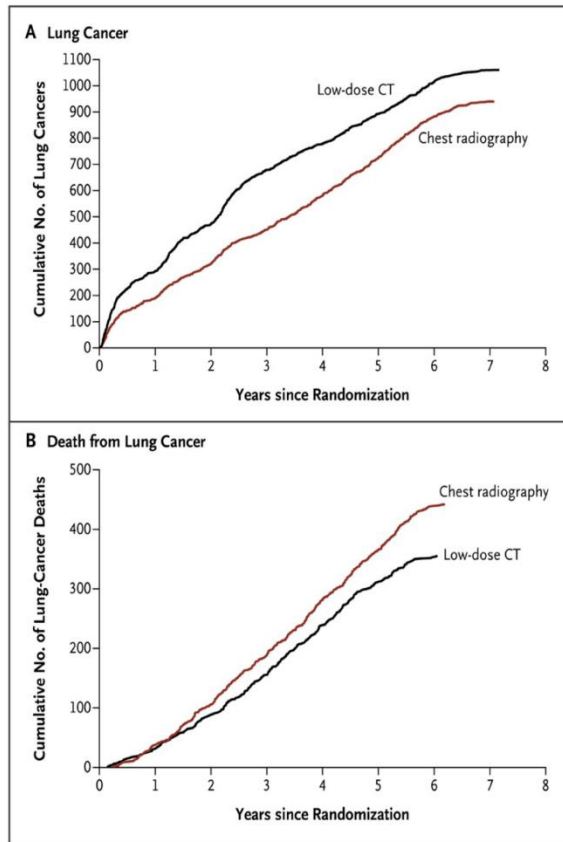 A Lung Cancer
Cumulative No. of Lung Cancers
1100
1000
900
800
700
600
500
400
300
200
100
0
Low-dose CT
Chest radiography
0 1 2 3 4 5 6 7 8
Years since Randomization
B Death from Lung Cancer
Cumulative No. of Lung-Cancer Deaths
500
400
300
200
100
0
Chest radiography
Low-dose CT
0 1 2 3 4 5 6 7 8
Years since Randomization